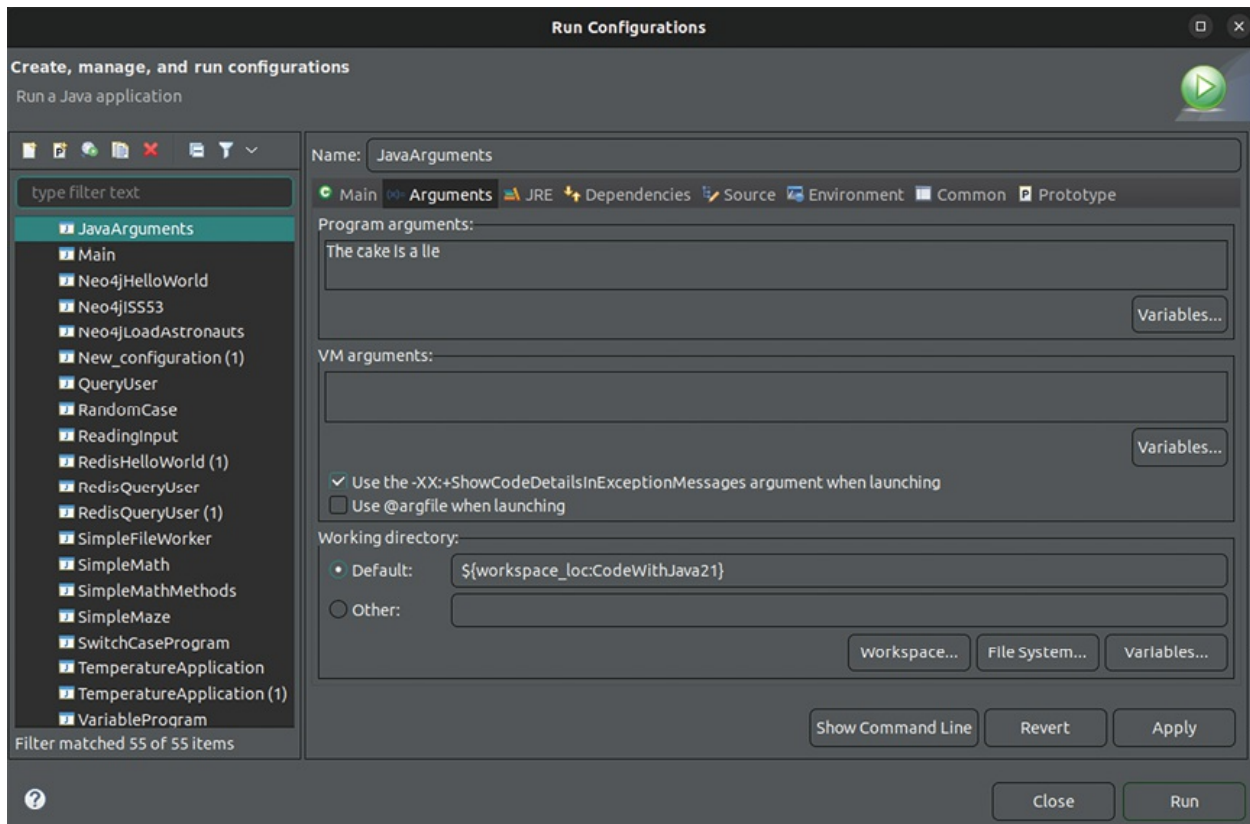 Run Configurations
Create, manage, and run configurations
Run a Java application
type filter text
JavaArguments
Main
Neo4jHelloWorld
Neo4jISS53
Neo4jLoadAstronauts
New_configuration (1)
QueryUser
RandomCase
ReadingInput
RedisHelloWorld (1)
RedisQueryUser
RedisQueryUser (1)
SimpleFileWorker
SimpleMath
SimpleMathMethods
SimpleMaze
SwitchCaseProgram
TemperatureApplication
TemperatureApplication (1)
VariableProgram
Filter matched 55 of 55 items
Name: JavaArguments
Main (x)= Arguments JRE Dependencies Source Environment Common Prototype
Program arguments:
The cake is a lie
Variables...
VM arguments:
Variables...
Use the -XX:+ShowCodeDetailsInExceptionMessages argument when launching
Use @argfile when launching
Working directory:
Default: ${workspace_loc:CodeWithJava21}
Other:
Workspace... File System... Variables...
Show Command Line Revert Apply
Close Run